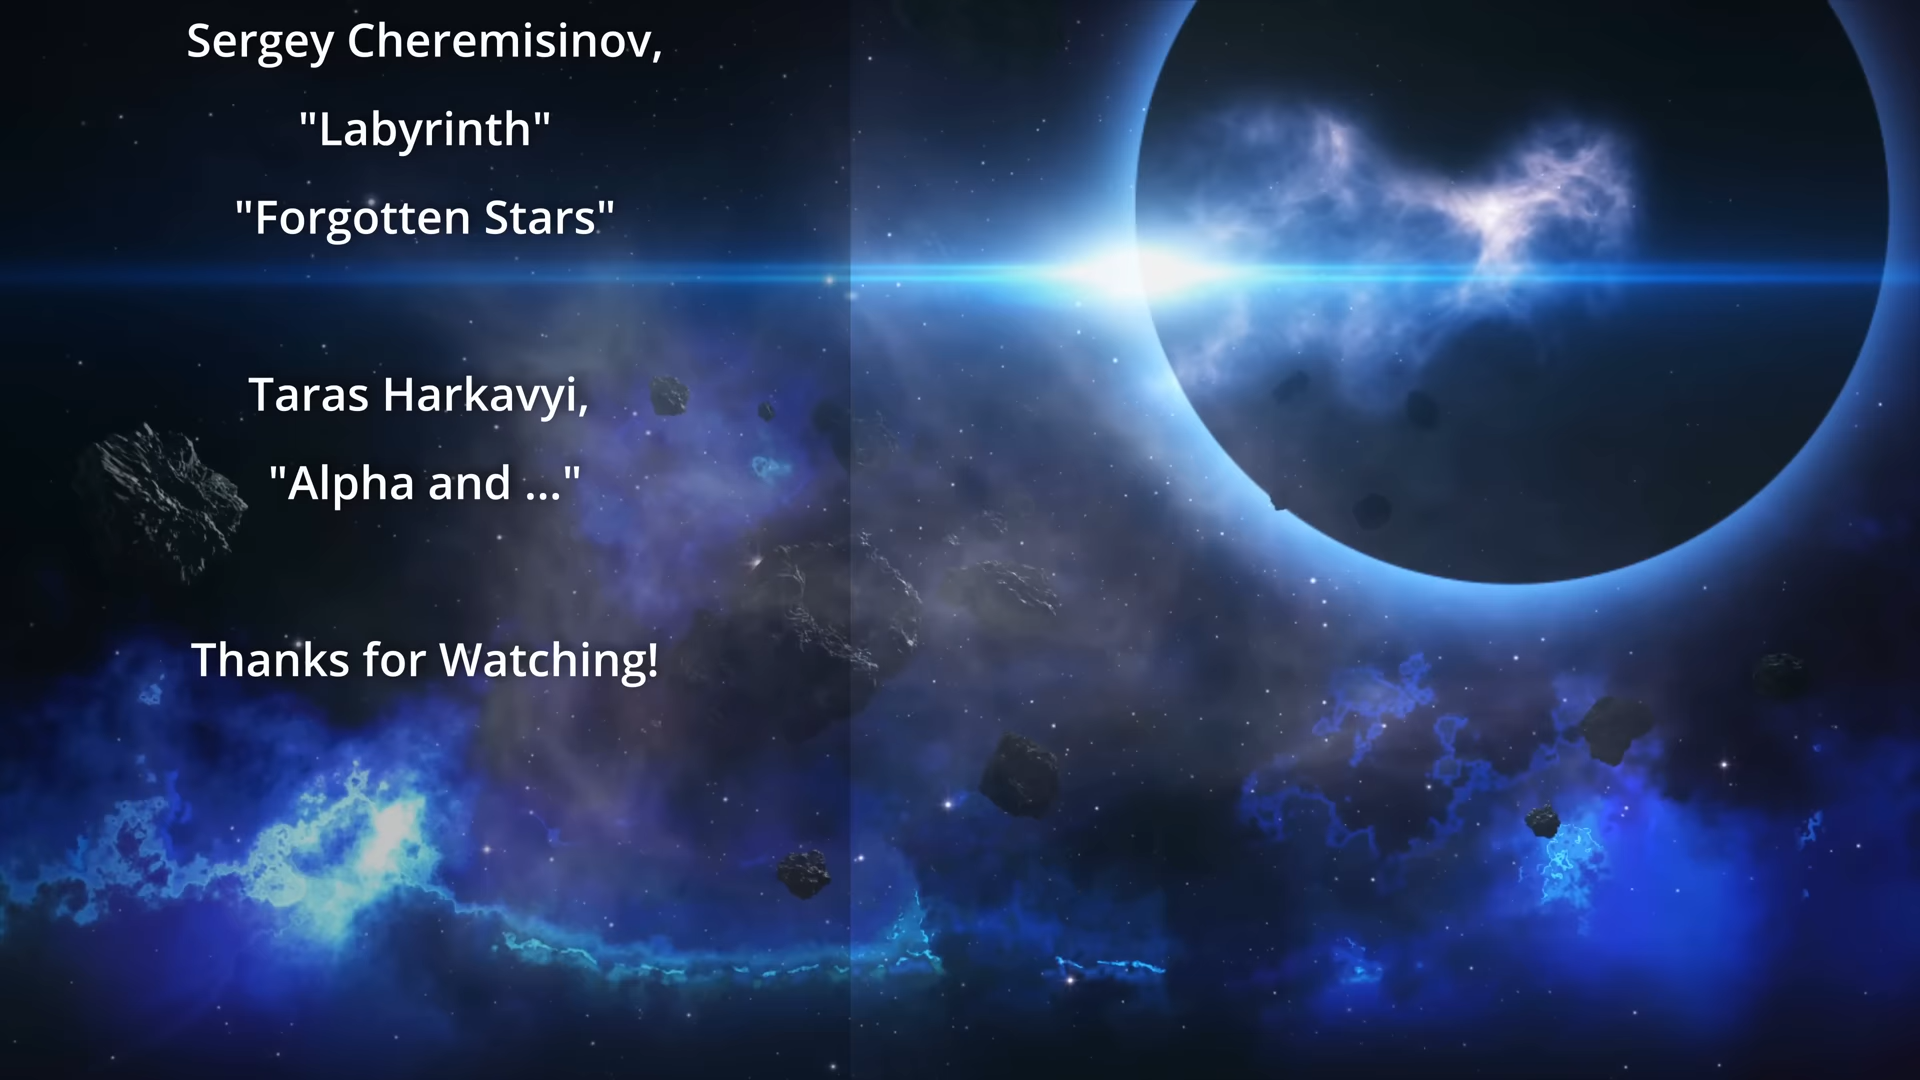 Sergey Cheremisinov,
"Labyrinth"
"Forgotten Stars"
Taras Harkavyi,
"Alpha and ..."
Thanks for Watching!